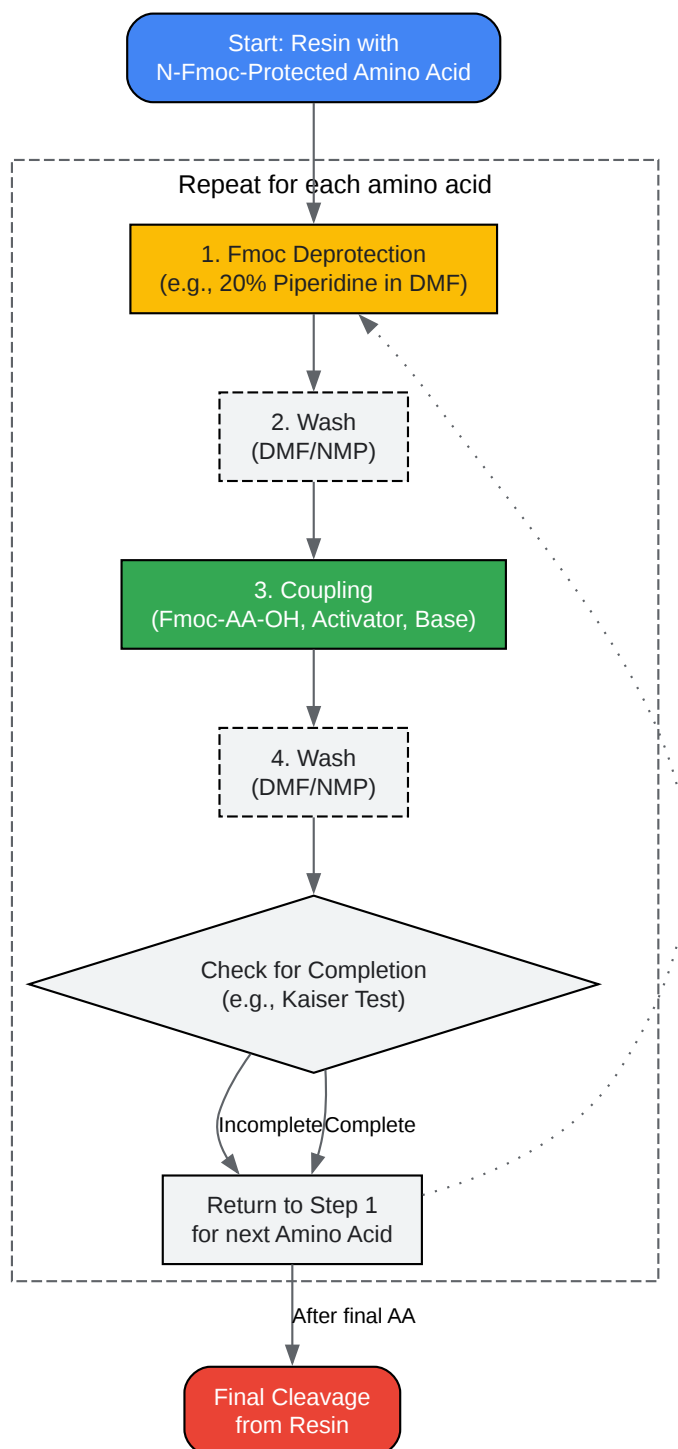 Start: Resin with
N-Fmoc-Protected Amino Acid
Repeat for each amino acid
1. Fmoc Deprotection
(e.g., 20% Piperidine in DMF)
2. Wash
(DMF/NMP)
3. Coupling
(Fmoc-AA-OH, Activator, Base)
4. Wash
(DMF/NMP)
Check for Completion
(e.g., Kaiser Test)
Incomplete
Complete
Return to Step 1
for next Amino Acid
After final AA
Final Cleavage
from Resin